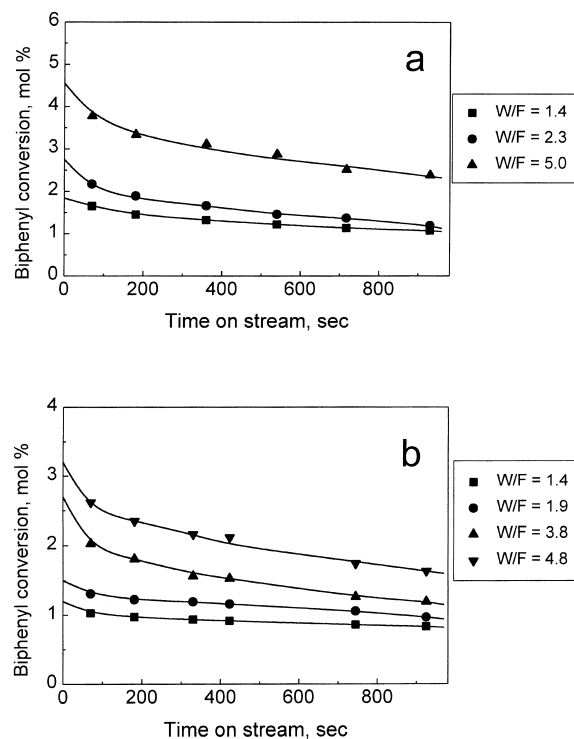 6
5
4
3
2
1
0
Biphenyl conversion, mol %
a
0 200 400 600 800
Time on stream, sec
W/F = 1.4
W/F = 2.3
W/F = 5.0
4
3
2
1
0
Biphenyl conversion, mol %
b
0 200 400 600 800
Time on stream, sec
W/F = 1.4
W/F = 1.9
W/F = 3.8
W/F = 4.8